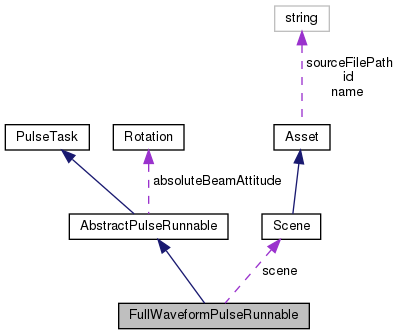 string
sourceFilePath
id
name
PulseTask
Rotation
Asset
absoluteBeamAttitude
AbstractPulseRunnable
Scene
scene
FullWaveformPulseRunnable